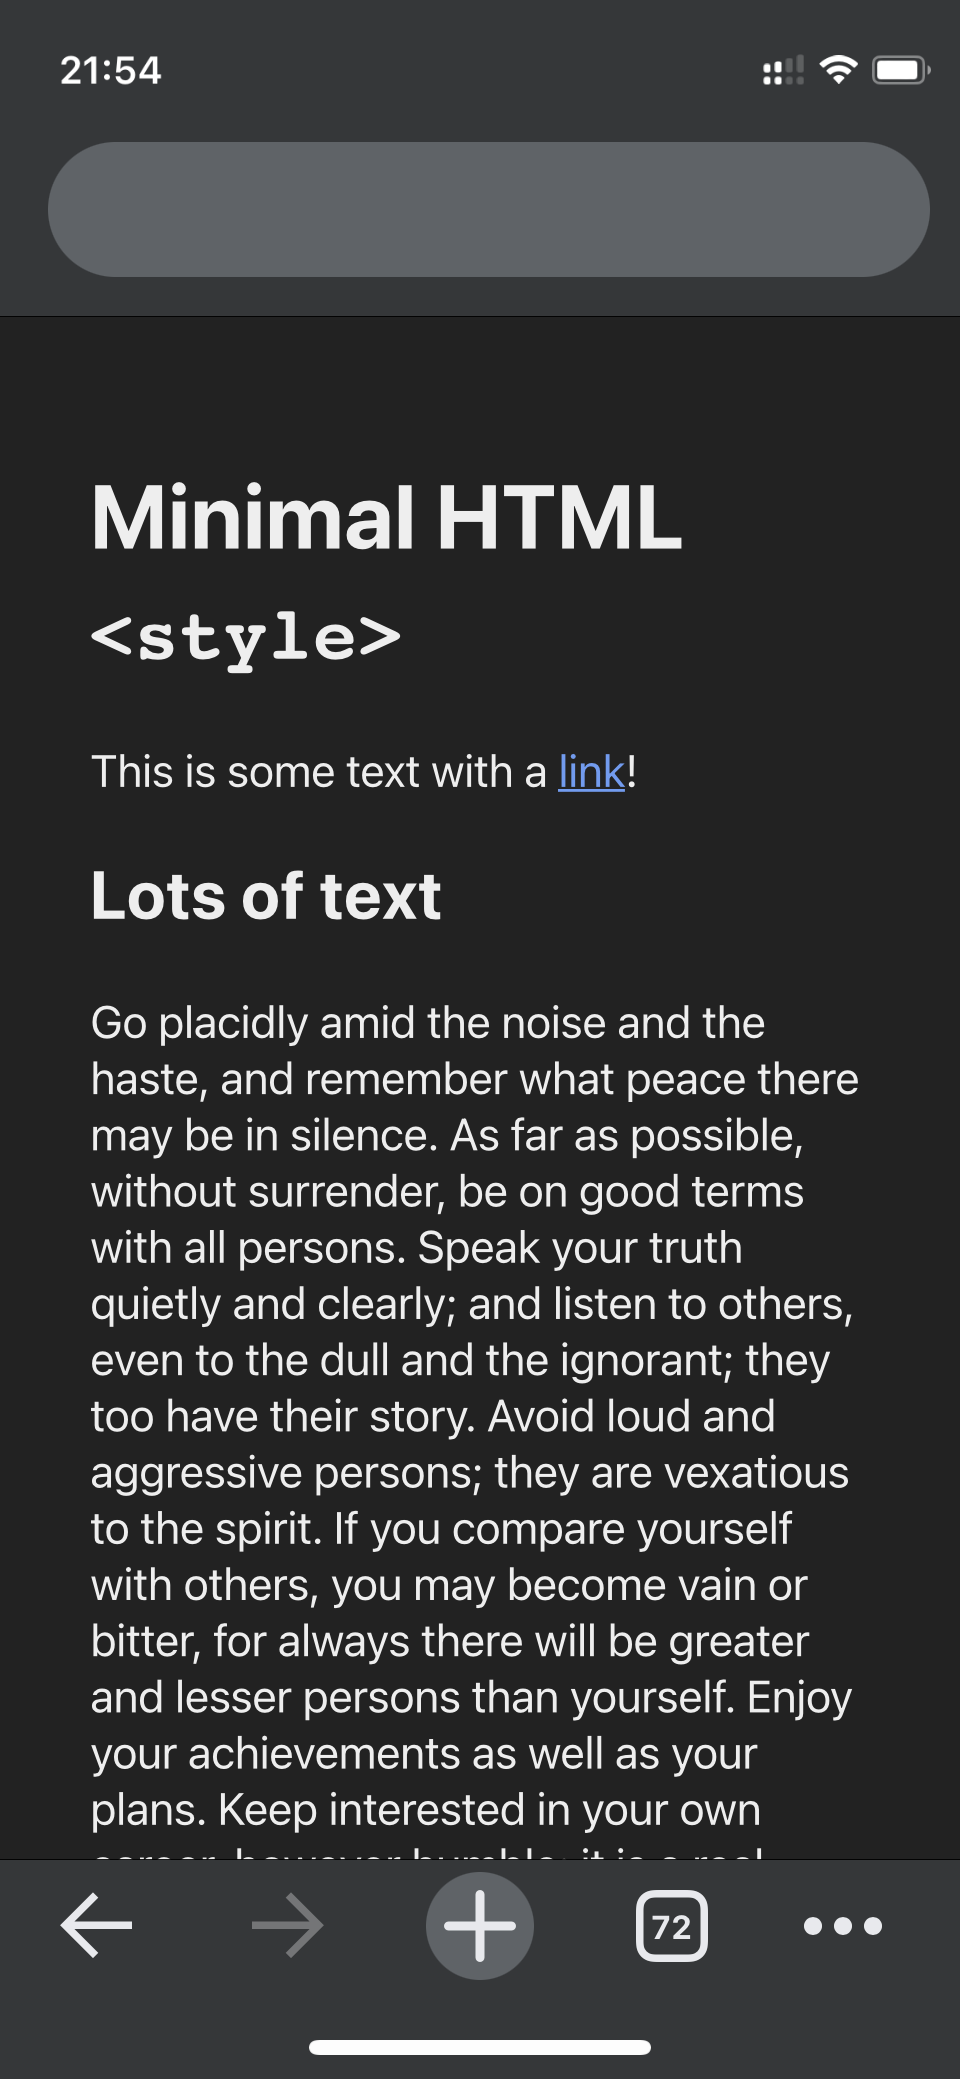 21:54
Minimal HTML
<style>
This is some text with a link!
Lots of text
Go placidly amid the noise and the
haste, and remember what peace there
may be in silence. As far as possible,
without surrender, be on good terms
with all persons. Speak your truth
quietly and clearly; and listen to others,
even to the dull and the ignorant; they
too have their story. Avoid loud and
aggressive persons; they are vexatious
to the spirit. If you compare yourself
with others, you may become vain or
bitter, for always there will be greater
and lesser persons than yourself. Enjoy
your achievements as well as your
plans. Keep interested in your own
career, however humble; it is a real
72